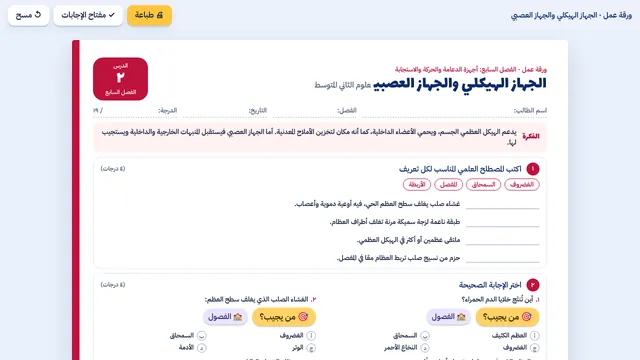 ورقة عمل - الجهاز الهيكلي والجهاز العصبي
🖨 طباعة
✓ مفتاح الإجابات
↺ مسح
ورقة عمل · الفصل السابع: أجهزة الدعامة والحركة والاستجابة
الجهاز الهيكلي والجهاز العصبي علوم الثاني المتوسط
الدرس
٢
الفصل السابع
اسم الطالب:
الفصل:
التاريخ:
الدرجة:
/ ١٩
الفكرة
يدعم الهيكل العظمي الجسم، ويحمي الأعضاء الداخلية، كما أنه مكان لتخزين الأملاح المعدنية. أما الجهاز العصبي فيستقبل المنبهات الخارجية والداخلية ويستجيب لها.
١ اكتب المصطلح العلمي المناسب لكل تعريف
(٤ درجات)
الغضروف
السمحاق
المفصل
الأربطة
غشاء صلب يغلف سطح العظم الحي، فيه أوعية دموية وأعصاب.
طبقة ناعمة لزجة سميكة مرنة تغلف أطراف العظام.
ملتقى عظمين أو أكثر في الهيكل العظمي.
حزم من نسيج صلب تربط العظام معًا في المفصل.
٢ اختر الإجابة الصحيحة
(٤ درجات)
١. أين تُنتَج خلايا الدم الحمراء؟
🎯 من يجيب؟
🏫 الفصول
أ العظم الكثيف
ب السمحاق
ج الغضروف
د النخاع الأحمر
٢. الغشاء الصلب الذي يغلف سطح العظم:
🎯 من يجيب؟
🏫 الفصول
أ الغضروف
ب السمحاق
ج الوتر
د الأدمة